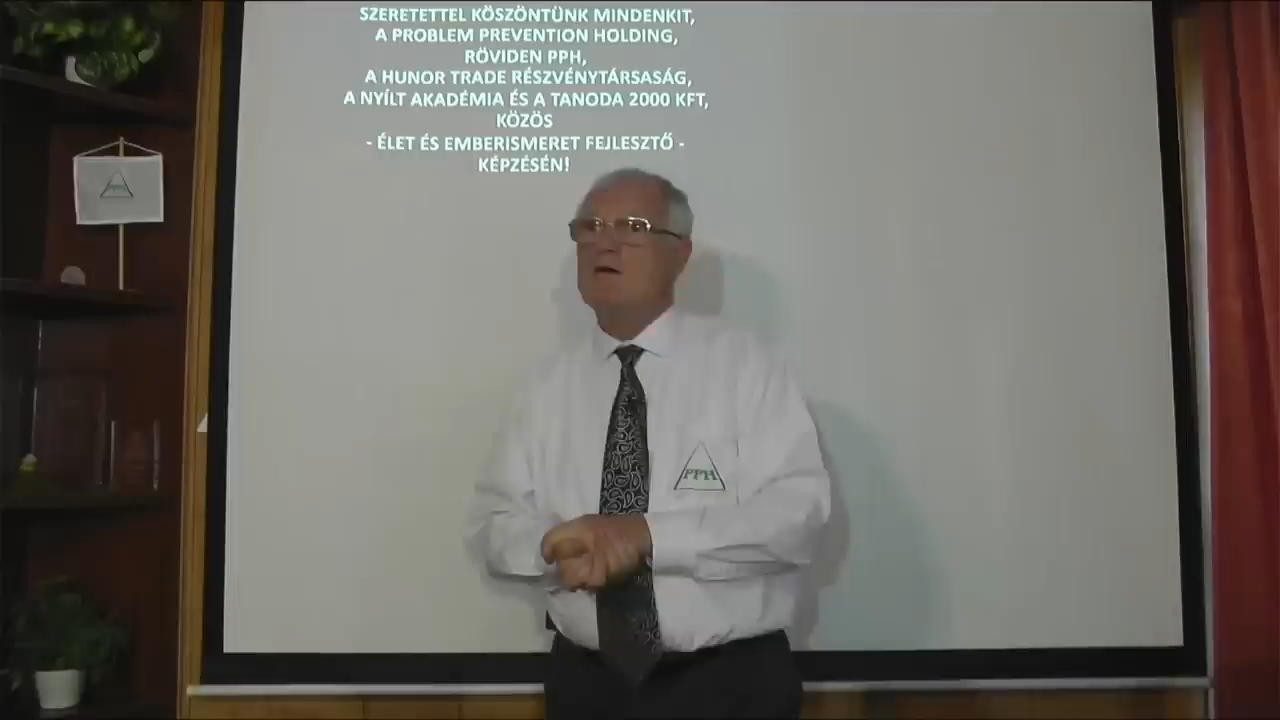 SZERETETTEL KÖSZÖNTÜNK MINDENKIT,
A PROBLEM PREVENTION HOLDING,
RÖVIDEN PPH,
A HUNOR TRADE RÉSZVÉNYTÁRSASÁG,
A NYÍLT AKADÉMIA ÉS A TANODA 2000 KFT,
KÖZÖS
- ÉLET ÉS EMBERISMERET FEJLESZTŐ -
KÉPZÉSÉN!
PPH
PPH